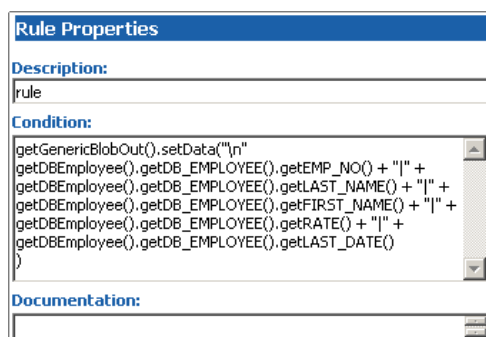 Rule Properties
Description:
rule
Condition:
getGenericBlobOut().setData("\n"
getDBEmployee().getDB_EMPLOYEE().getEMP_NO() + "|" +
getDBEmployee().getDB_EMPLOYEE().getLAST_NAME() + "|" +
getDBEmployee().getDB_EMPLOYEE().getFIRST_NAME() + "|" +
getDBEmployee().getDB_EMPLOYEE().getRATE() + "|" +
getDBEmployee().getDB_EMPLOYEE().getLAST_DATE()
)
Documentation: